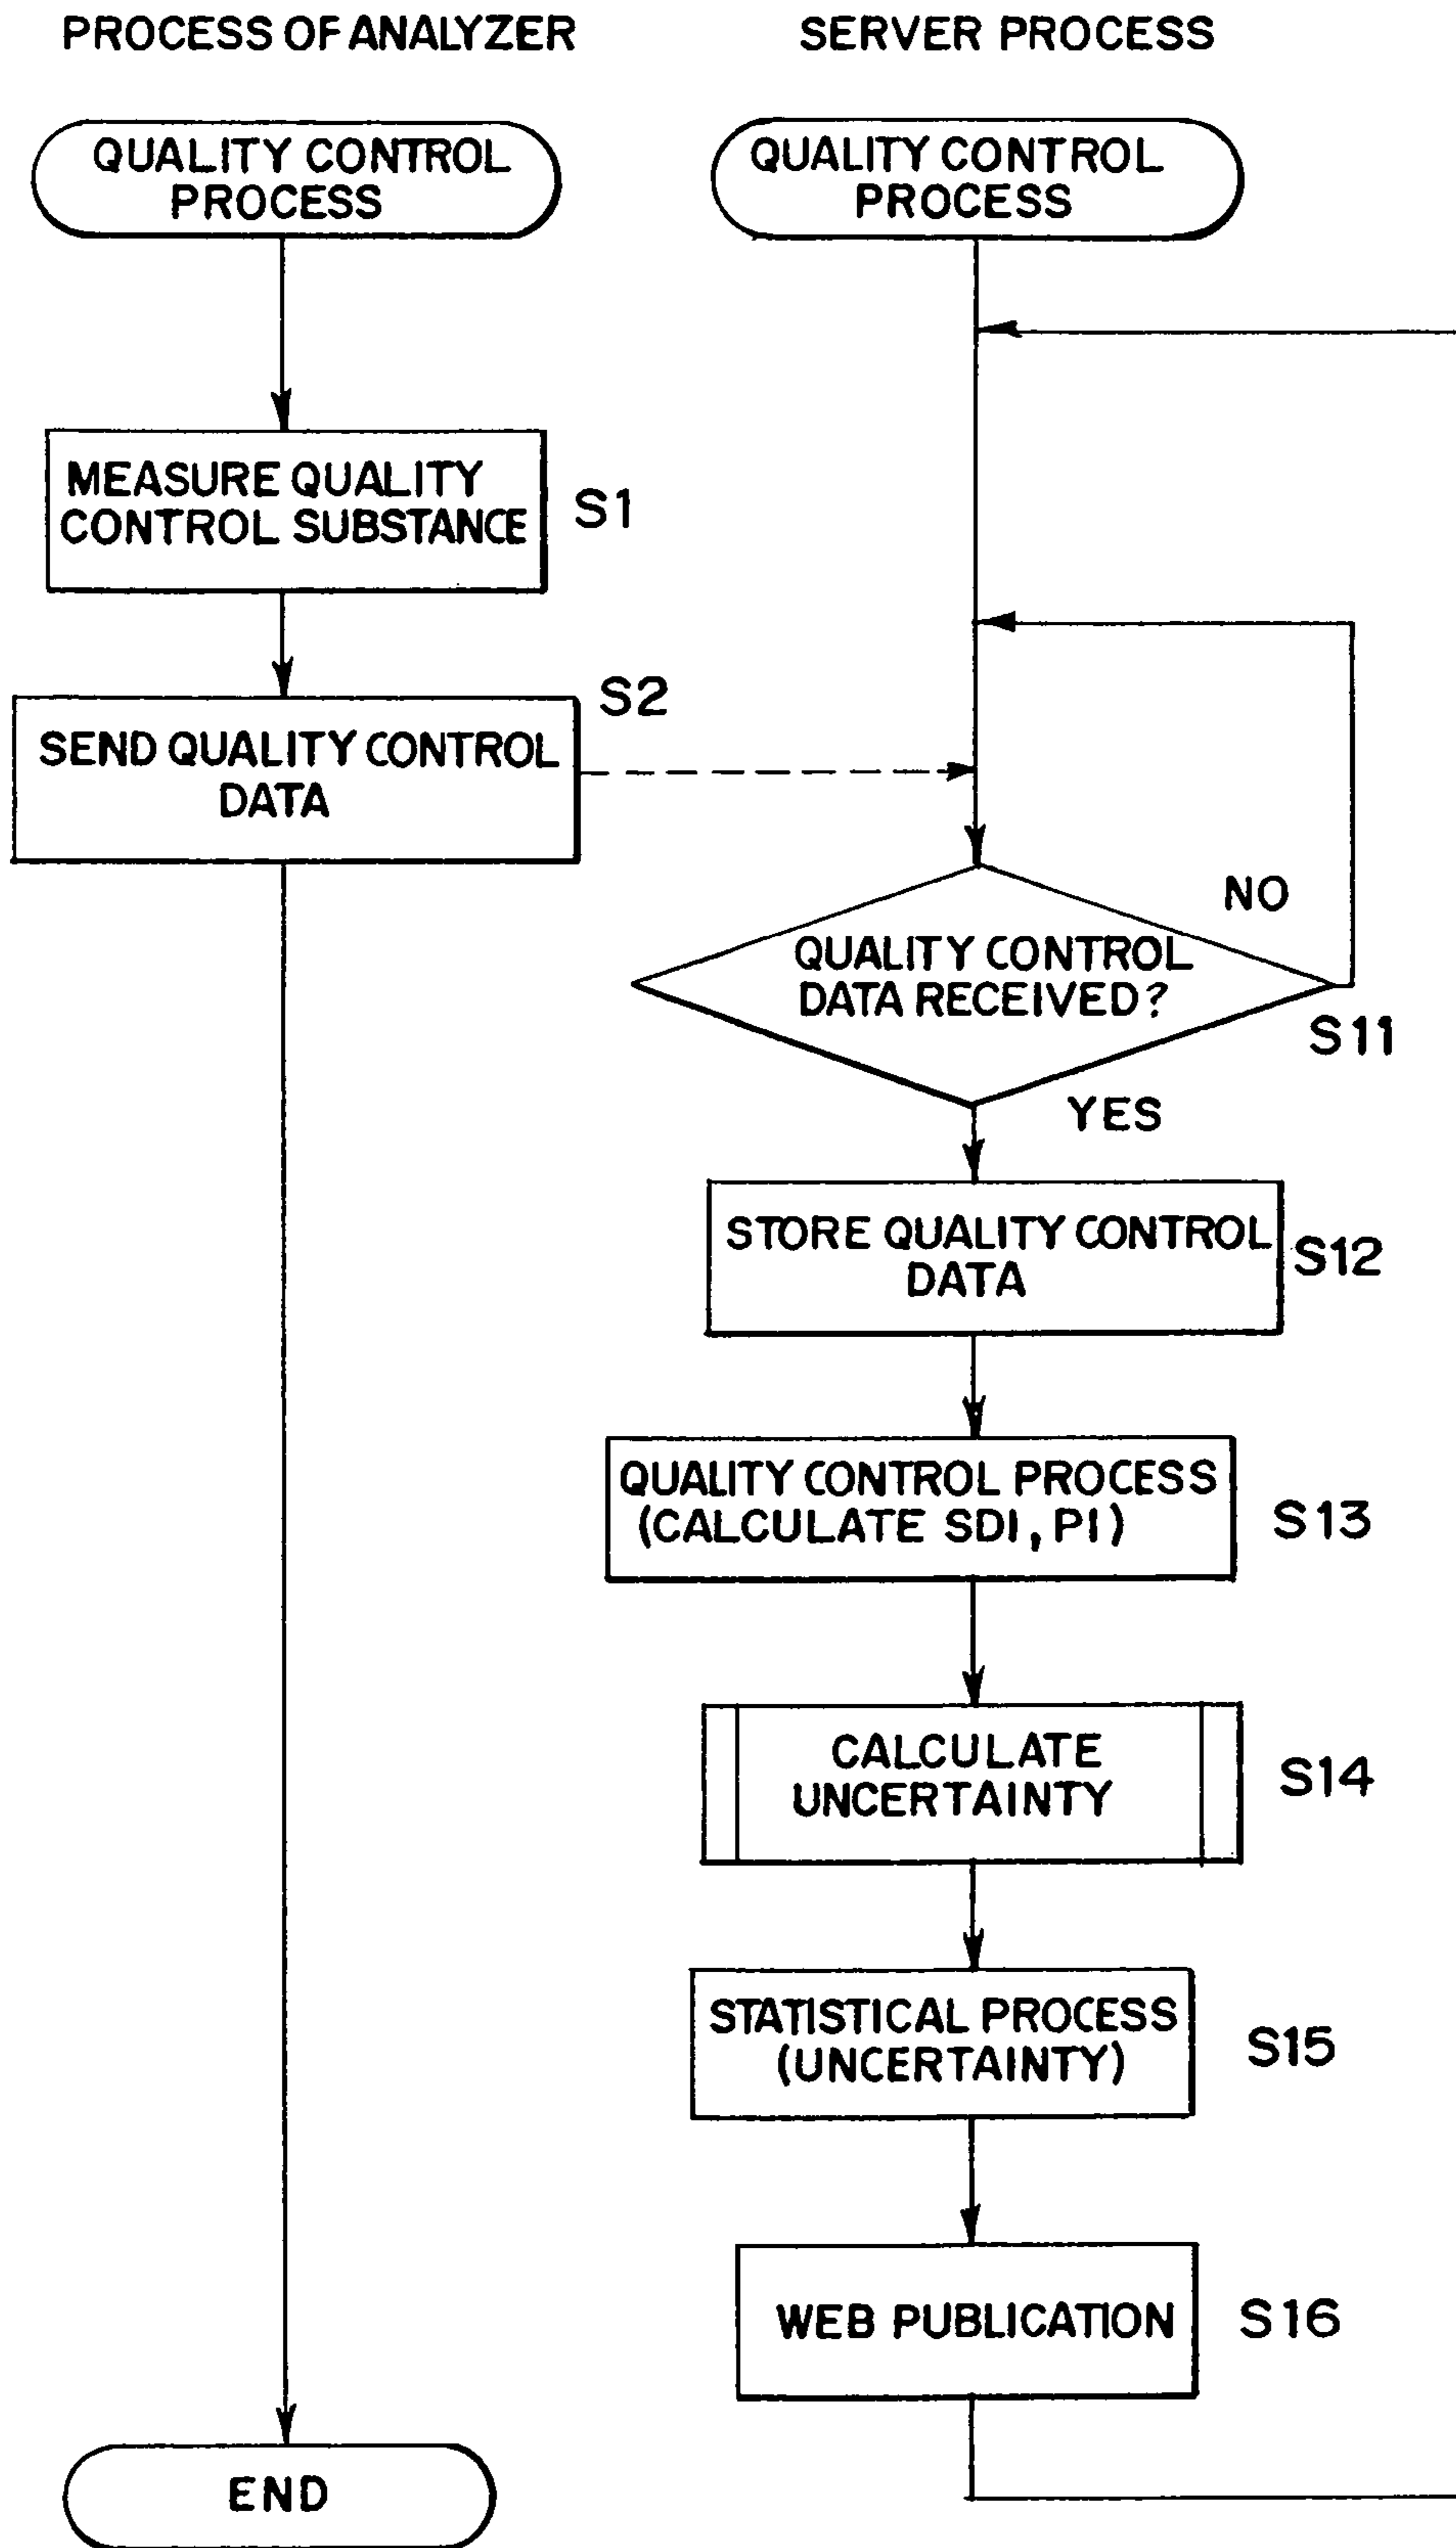 PROCESS OF ANALYZER
SERVER PROCESS
QUALITY CONTROL
PROCESS
MEASURE QUALITY
CONTROL SUBSTANCE
S1
SEND QUALITY CONTROL
DATA
S2
END
QUALITY CONTROL
PROCESS
QUALITY CONTROL
DATA RECEIVED?
NO
S11
YES
STORE QUALITY CONTROL
DATA
S12
QUALITY CONTROL PROCESS
(CALCULATE SDI, PI)
S13
CALCULATE
UNCERTAINTY
S14
STATISTICAL PROCESS
(UNCERTAINTY)
S15
WEB PUBLICATION
S16